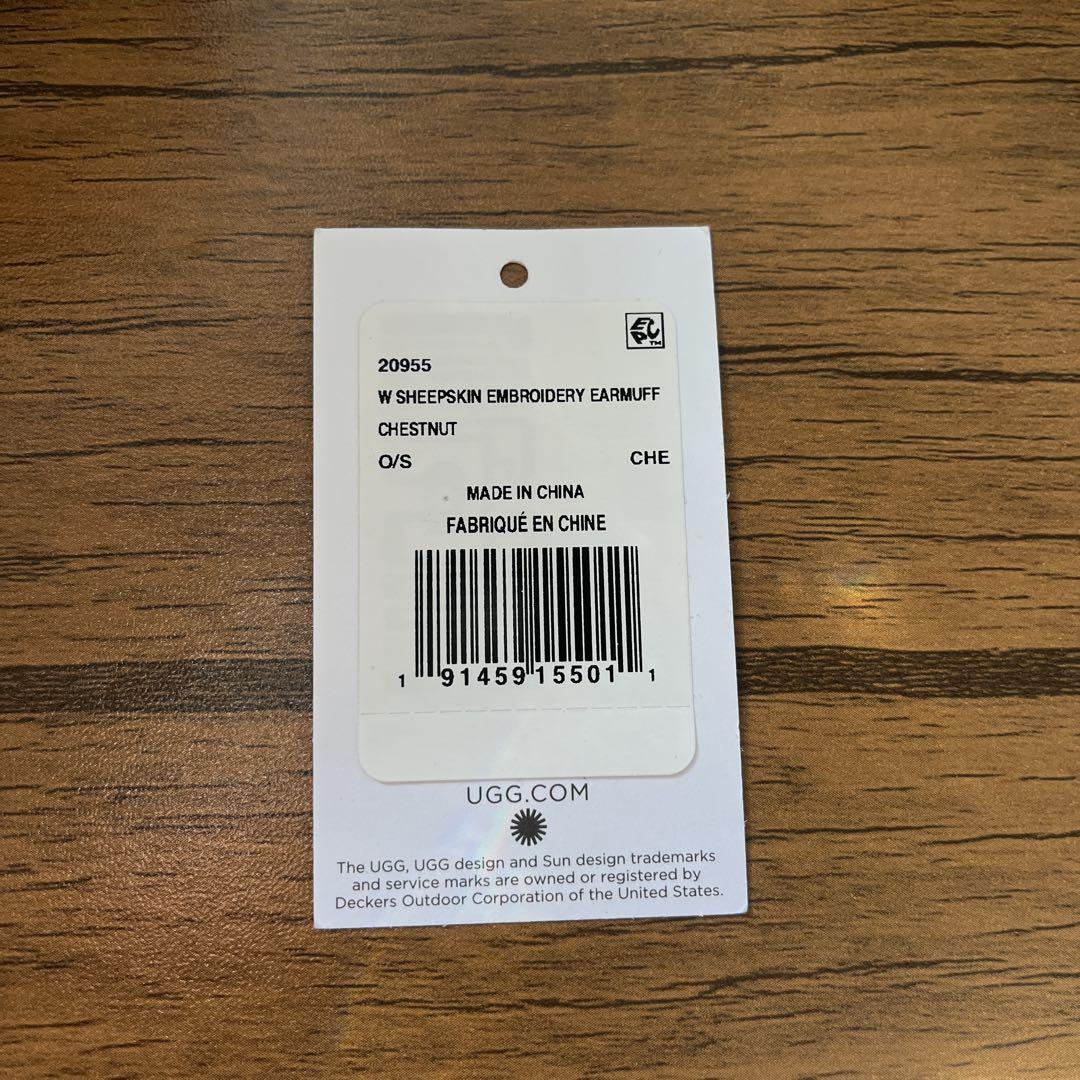 EPC™
20955
W SHEEPSKIN EMBROIDERY EARMUFF
CHESTNUT
O/S CHE
MADE IN CHINA
FABRIQUÉ EN CHINE
1 91459 15501 1
UGG.COM
The UGG, UGG design and Sun design trademarks
and service marks are owned or registered by
Deckers Outdoor Corporation of the United States.